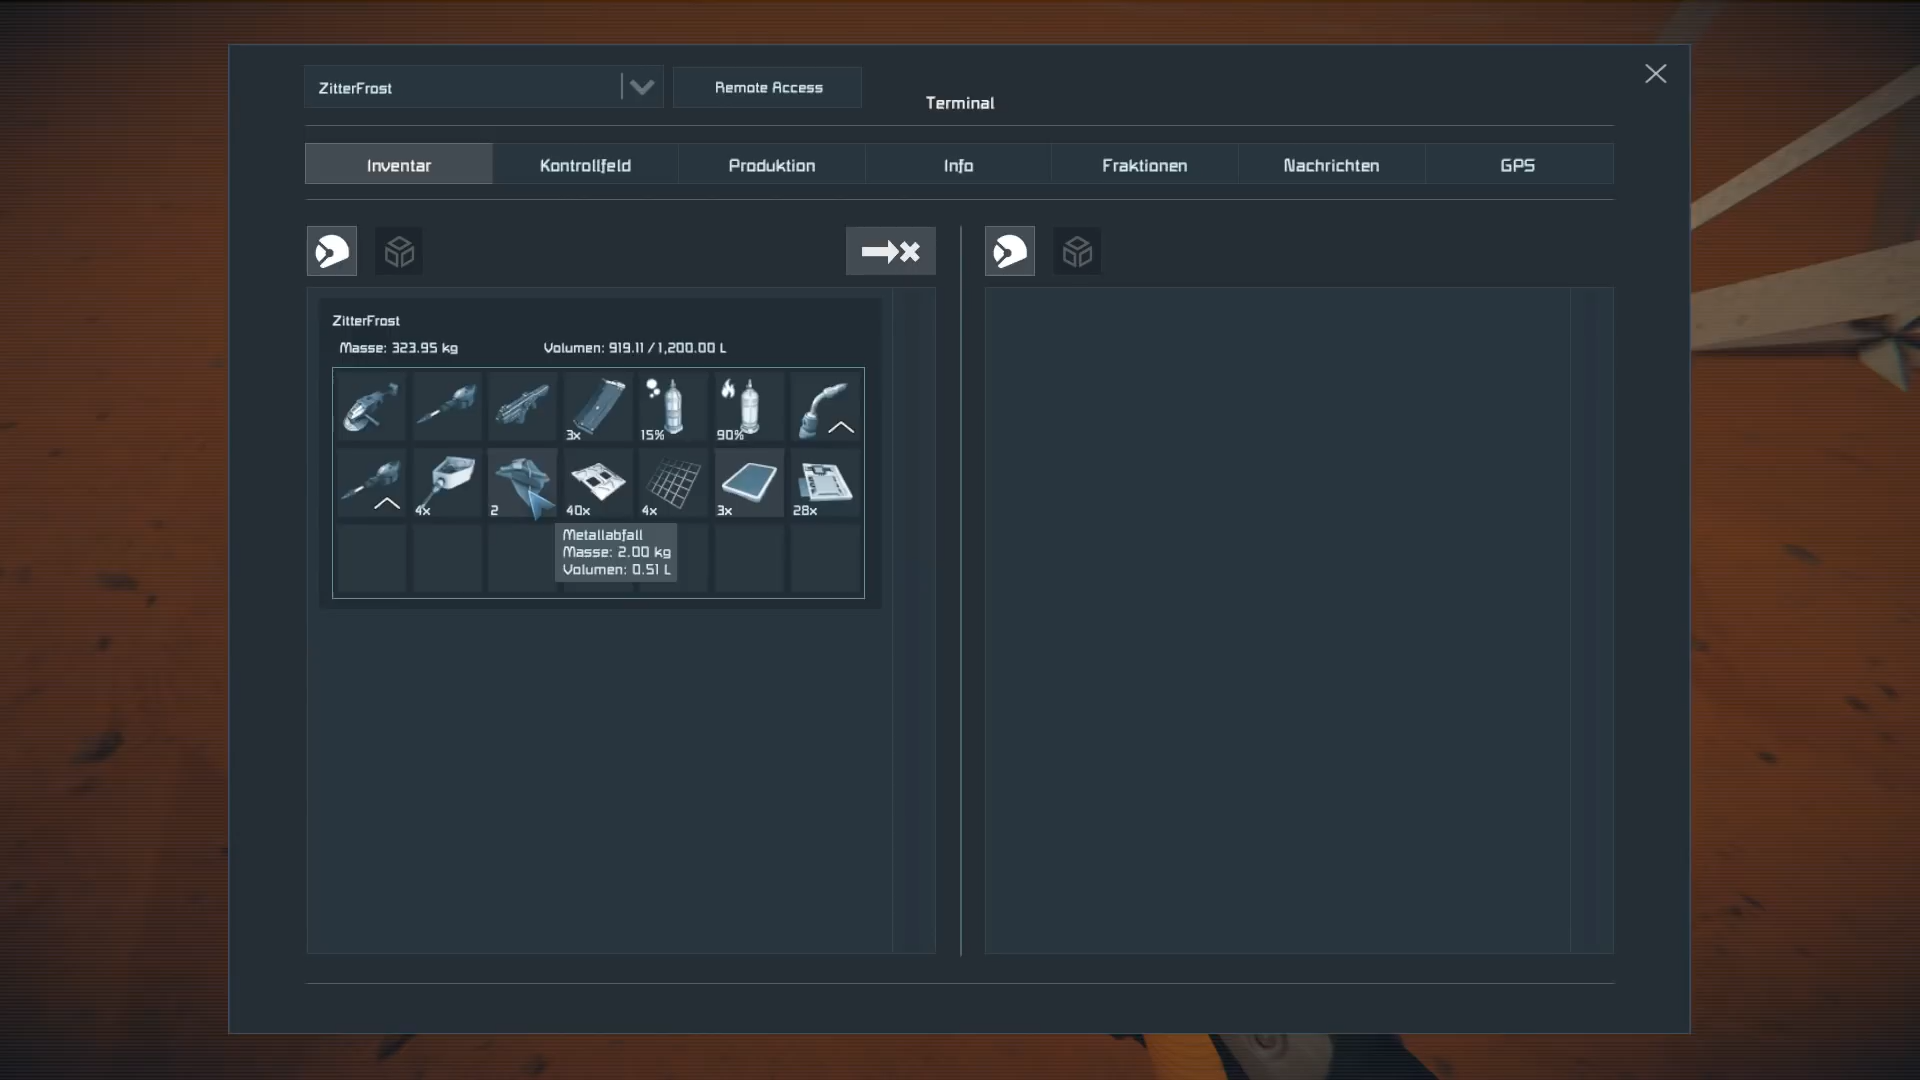 ZitterFrost
Remote Access
Terminal
Inventar
Kontrollfeld
Produktion
Info
Fraktionen
Nachrichten
GPS
ZitterFrost
Masse: 323.95 kg
Volumen: 919.11 / 1,200.00 L
3x
15%
90%
4x
2
40x
4x
3x
28x
Metallabfall
Masse: 2.00 kg
Volumen: 0.51 L